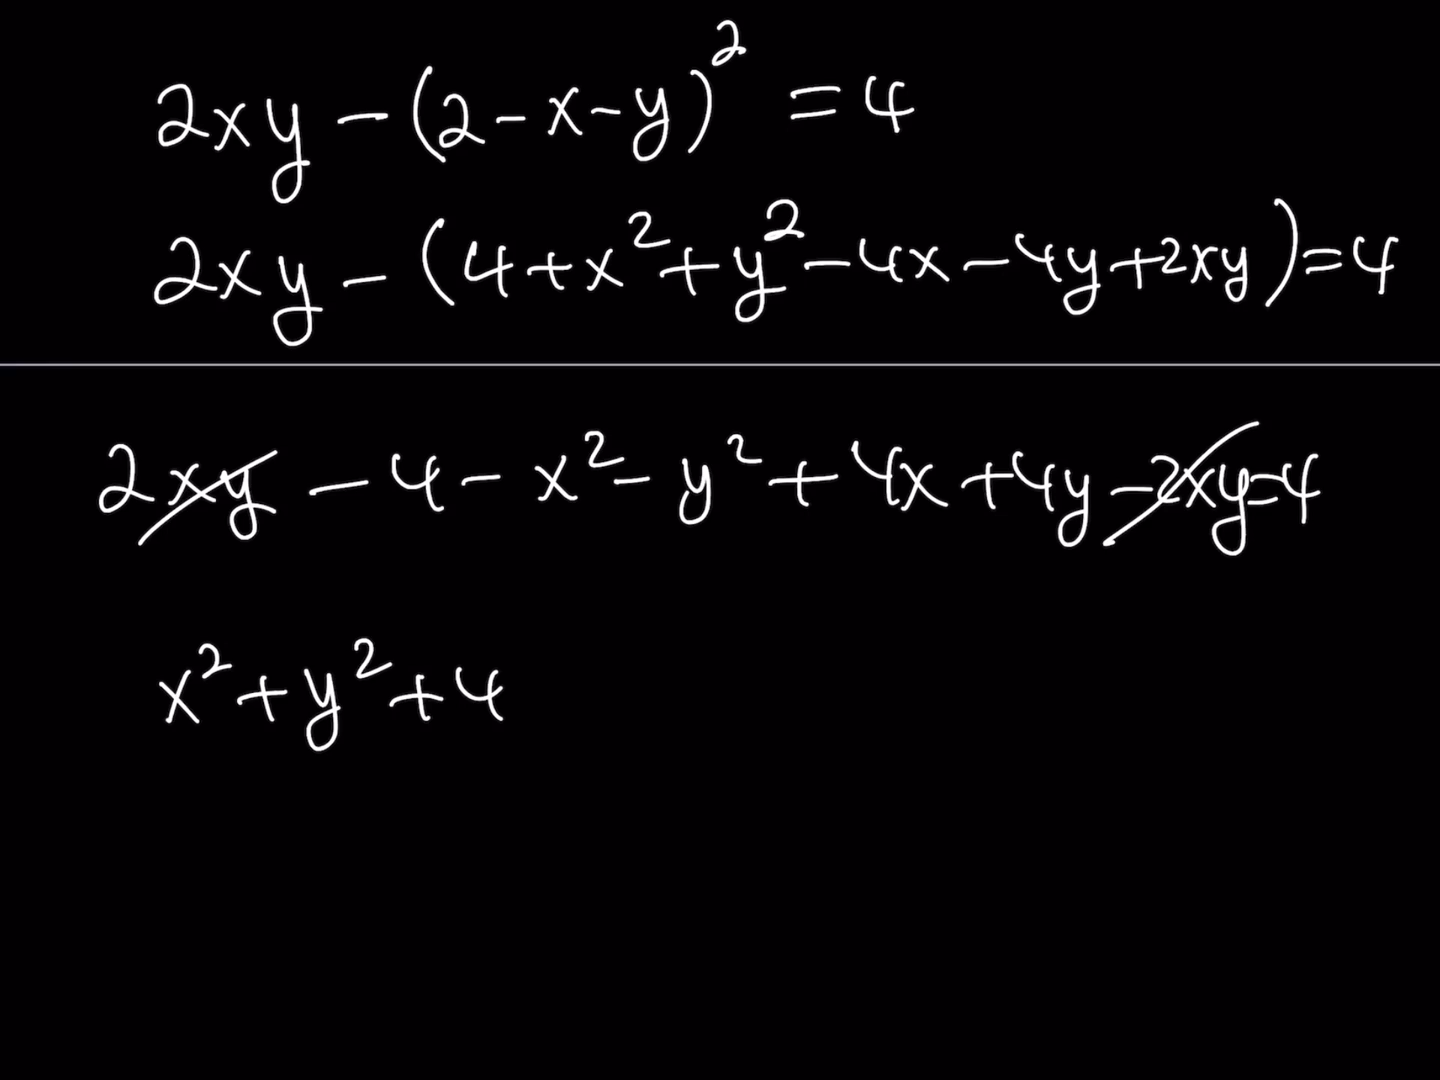 2xy - (2 - x - y)² = 4
2xy - (4 + x² + y² - 4x - 4y + 2xy) = 4
2xy - 4 - x² - y² + 4x + 4y - 2xy = 4
x² + y² + 4